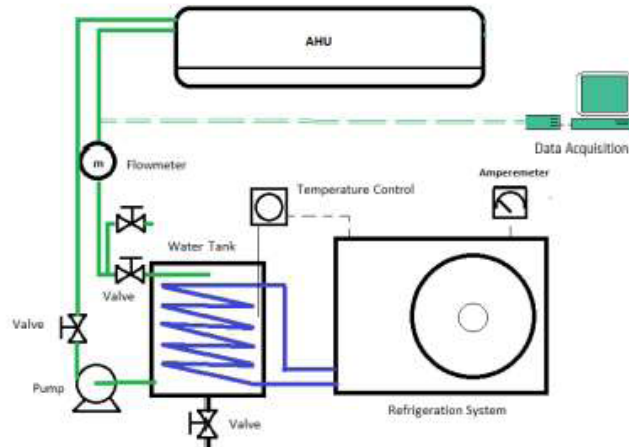 AHU
Data Acquisition
Amperemeter
m
Flowmeter
Temperature Control
Water Tank
Valve
Valve
Pump
Valve
Refrigeration System